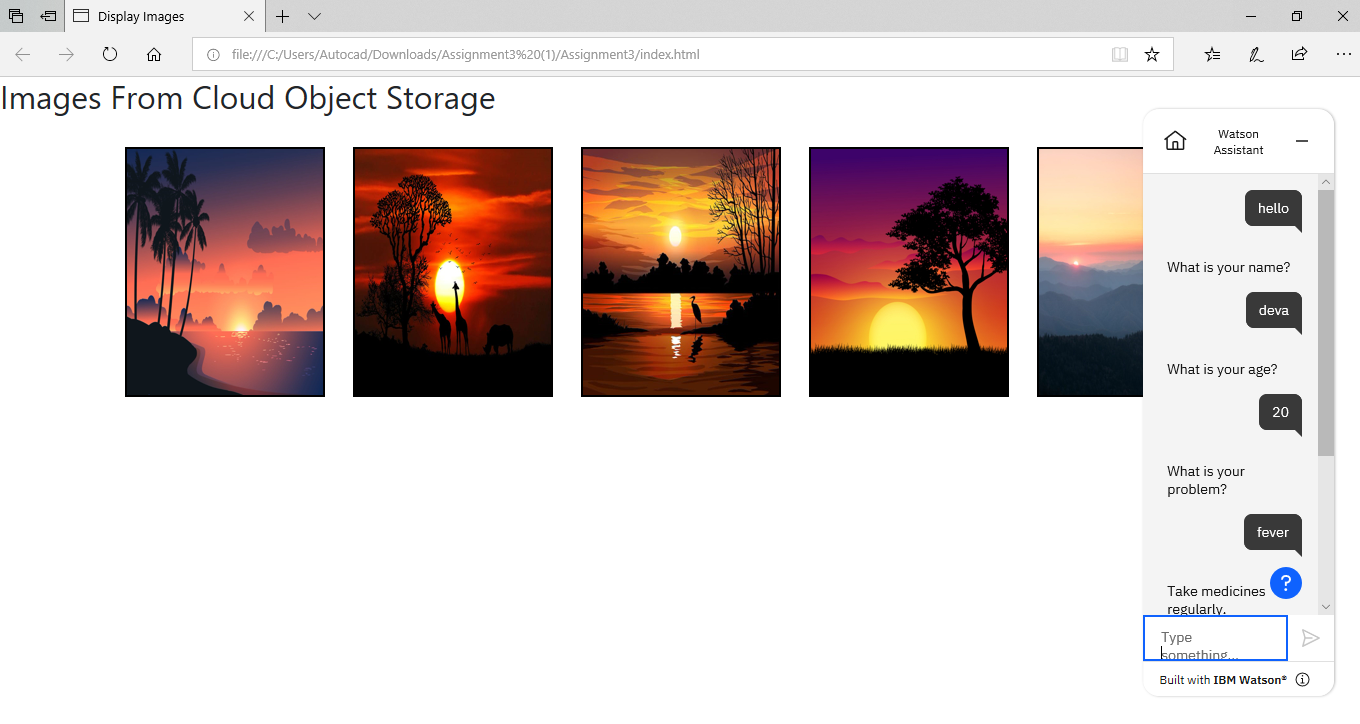 Display Images
file:///C:/Users/Autocad/Downloads/Assignment3%20(1)/Assignment3/index.html
Images From Cloud Object Storage
Watson
Assistant
hello
What is your name?
deva
What is your age?
20
What is your
problem?
fever
Take medicines
regularly.
?
Type
something...
Built with IBM Watson®